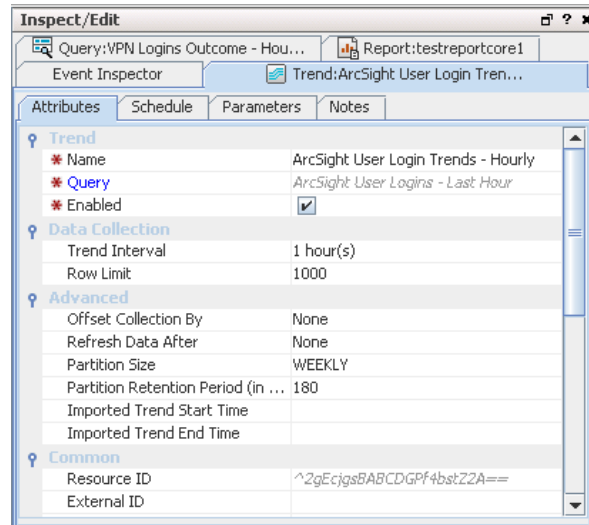 Inspect/Edit
Query:VPN Logins Outcome - Hou... Report:testreportcore1
Event Inspector Trend:ArcSight User Login Tren...
Attributes Schedule Parameters Notes
Trend
Name ArcSight User Login Trends - Hourly
Query ArcSight User Logins - Last Hour
Enabled
Data Collection
Trend Interval 1 hour(s)
Row Limit 1000
Advanced
Offset Collection By None
Refresh Data After None
Partition Size WEEKLY
Partition Retention Period (in ... 180
Imported Trend Start Time
Imported Trend End Time
Common
Resource ID ^2gEcjgsBABCDGPf4bstZ2A==
External ID